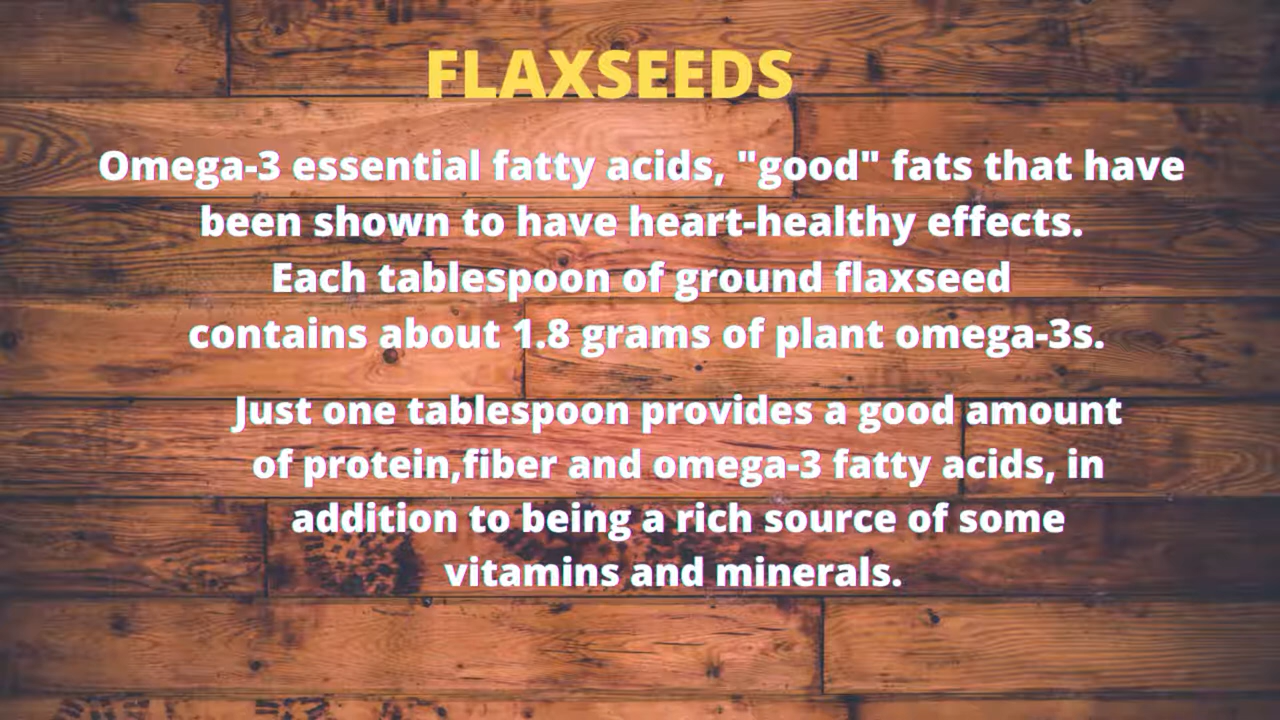 FLAXSEEDS
Omega-3 essential fatty acids, "good" fats that have
been shown to have heart-healthy effects.
Each tablespoon of ground flaxseed
contains about 1.8 grams of plant omega-3s.
Just one tablespoon provides a good amount
of protein,fiber and omega-3 fatty acids, in
addition to being a rich source of some
vitamins and minerals.